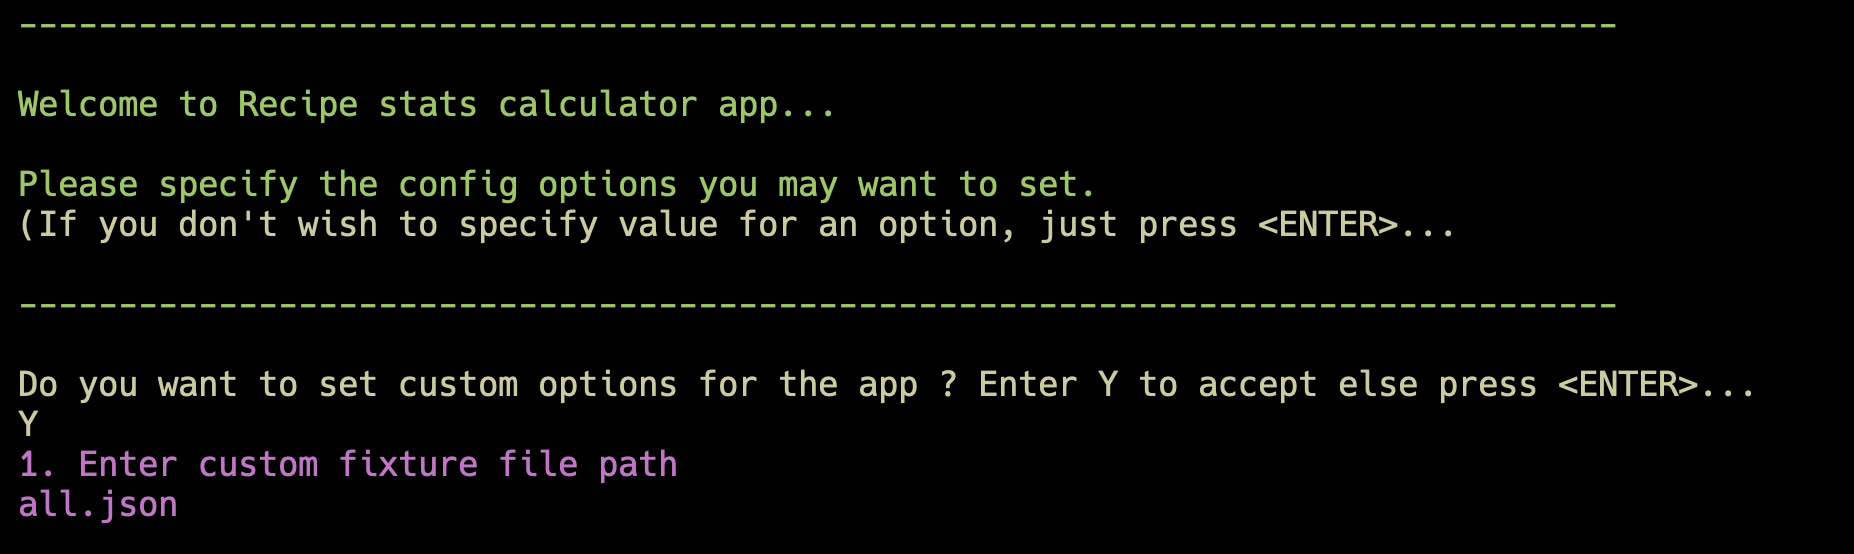 --------------------------------------------------------------------------------
Welcome to Recipe stats calculator app...
Please specify the config options you may want to set.
(If you don't wish to specify value for an option, just press <ENTER>...
--------------------------------------------------------------------------------
Do you want to set custom options for the app ? Enter Y to accept else press <ENTER>...
Y
1. Enter custom fixture file path
all.json